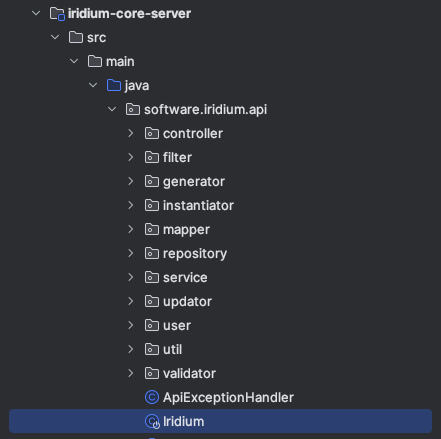 iridium-core-server
src
main
java
software.iridium.api
controller
filter
generator
instantiator
mapper
repository
service
updator
user
util
validator
ApiExceptionHandler
Iridium